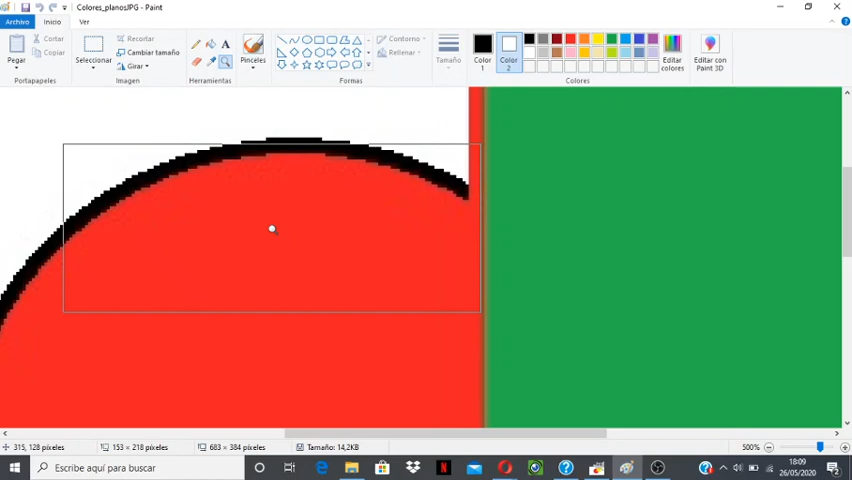 Colores_planosJPG - Paint
Archivo Inicio Ver
Pegar
Cortar
Copiar
Portapapeles
Seleccionar
Recortar
Cambiar tamaño
Girar
Imagen
A
Herramientas
Pinceles
Contorno
Rellenar
Formas
Tamaño
Color
1
Color
2
Editar
colores
Colores
Editar con
Paint 3D
315, 128 píxeles 153 × 218 píxeles 683 × 384 píxeles Tamaño: 14,2KB 500%
Escribe aquí para buscar
18:09
26/05/2020